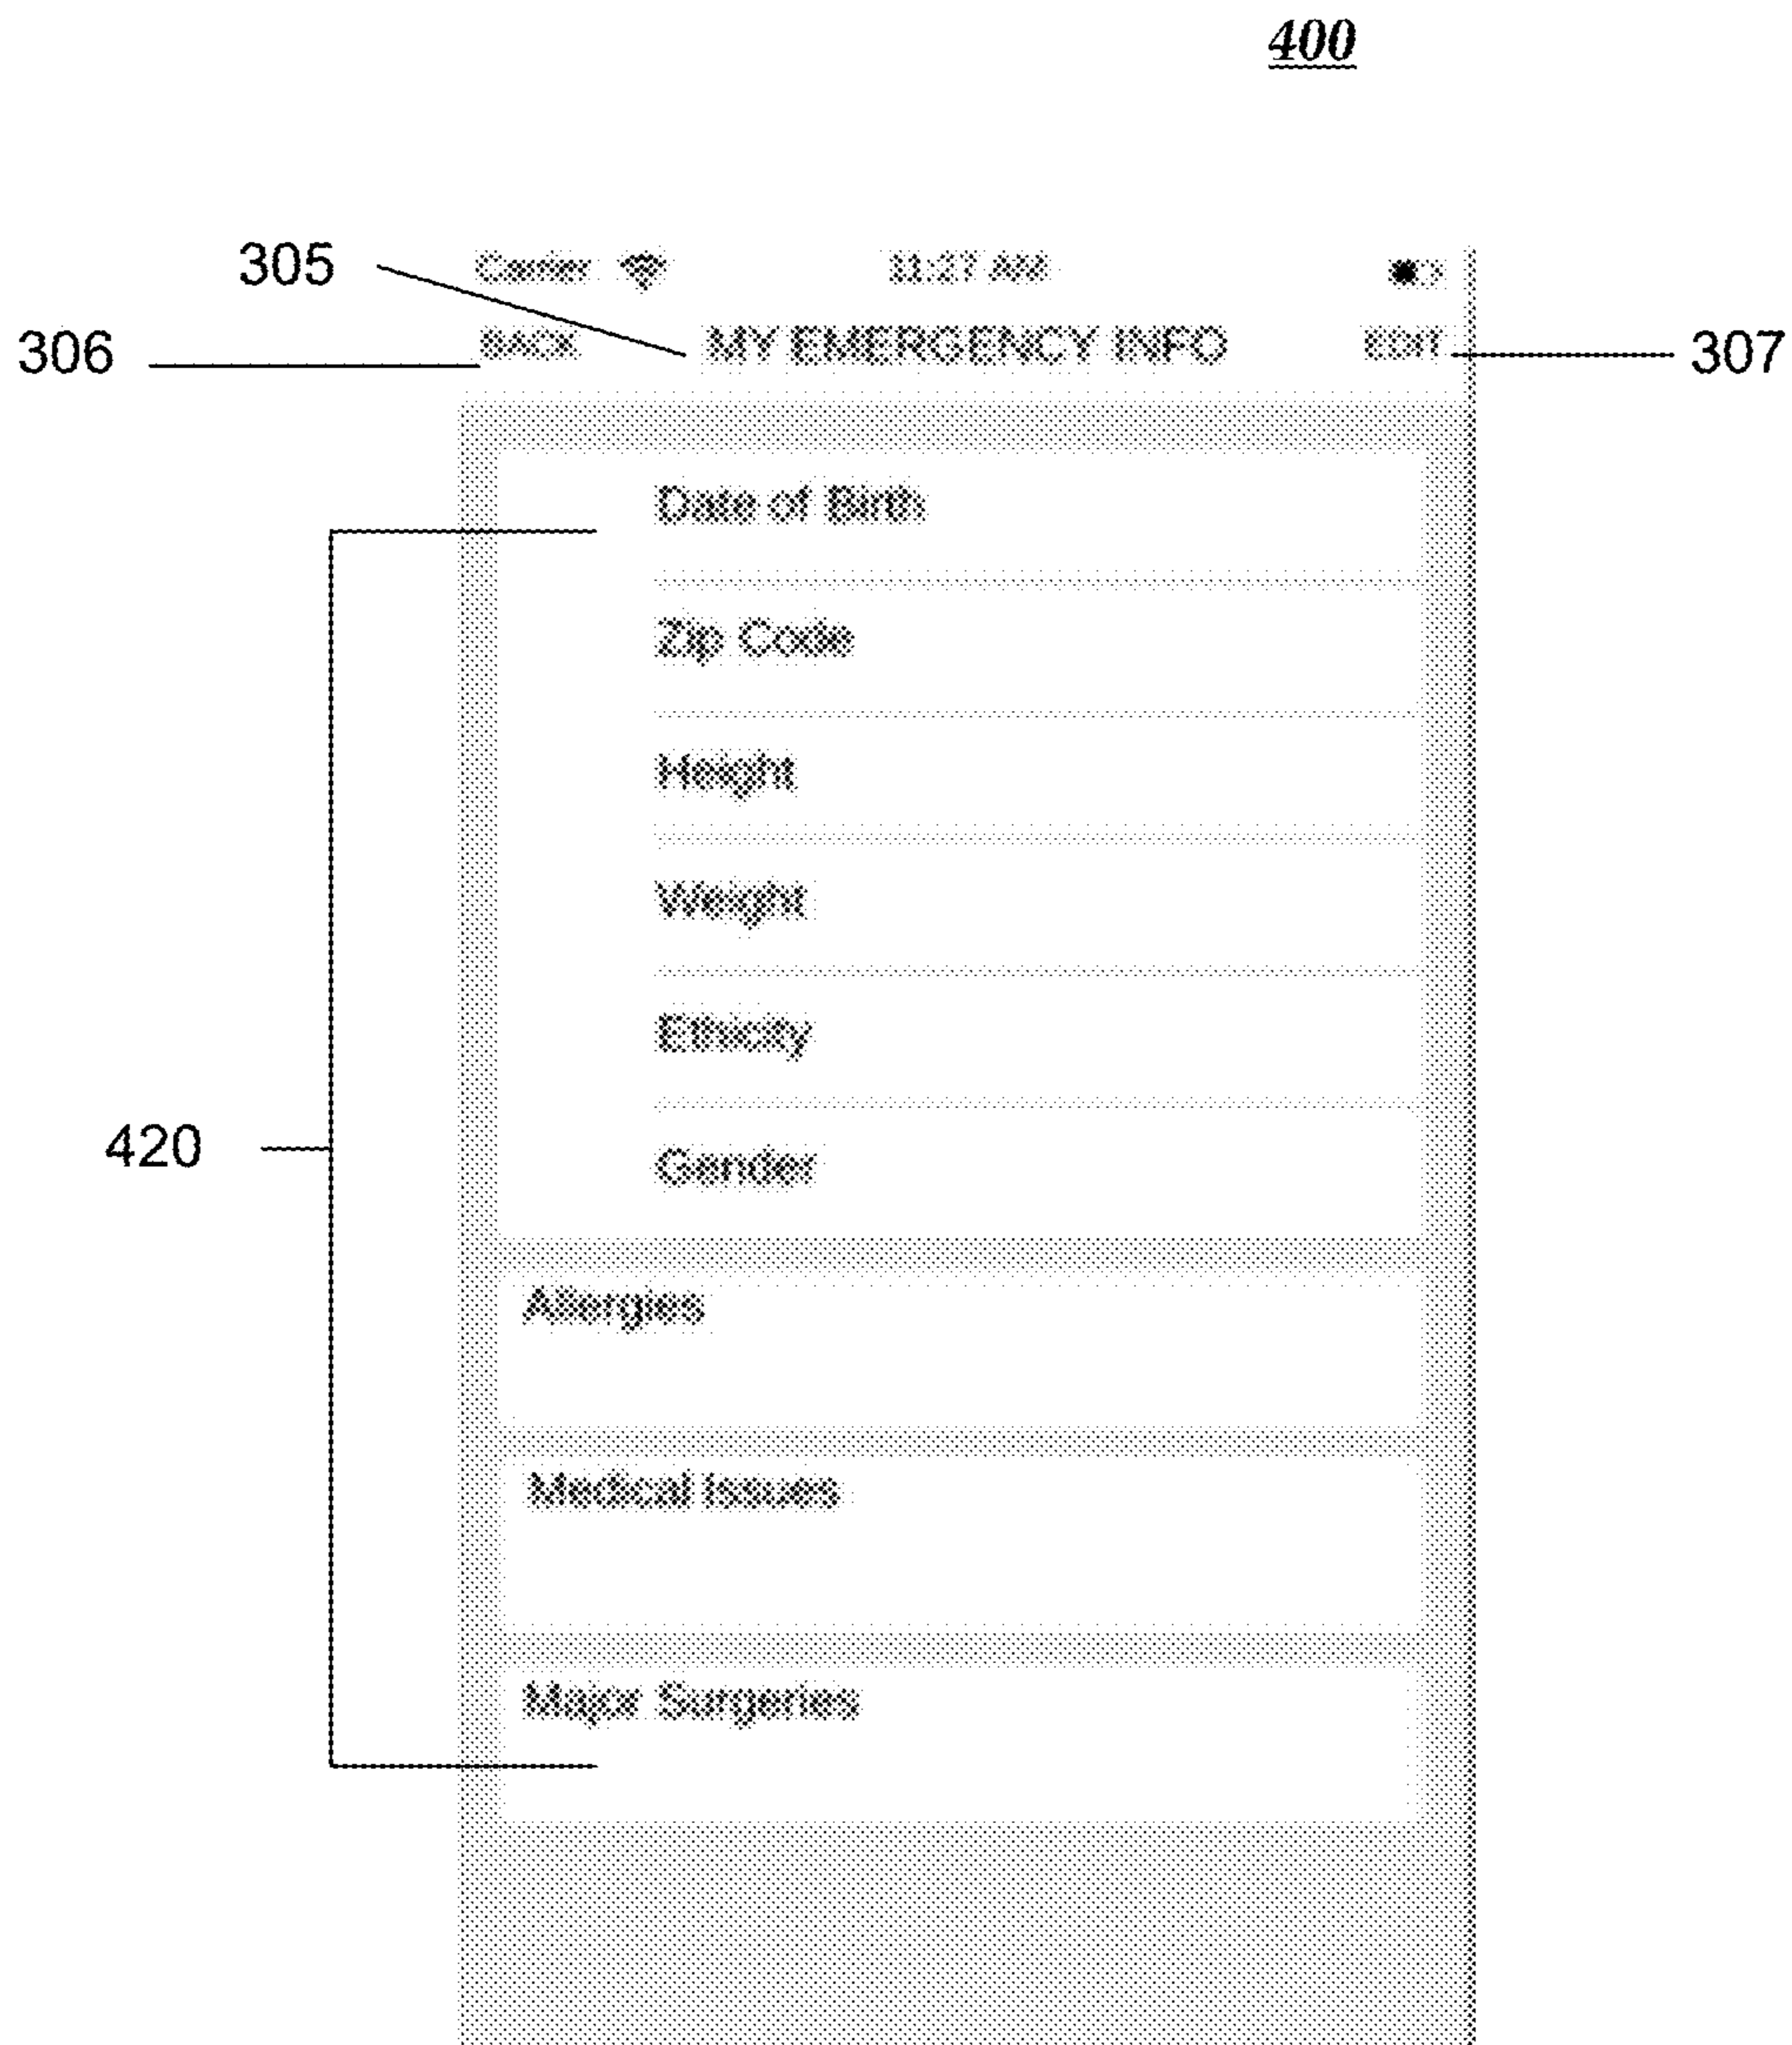 400
305 Carrier 11:27 AM
306 BACK MY EMERGENCY INFO EDIT 307
Date of Birth
Zip Code
Height
Weight
Ethicity
420 Gender
Allergies
Medical Issues
Major Surgeries